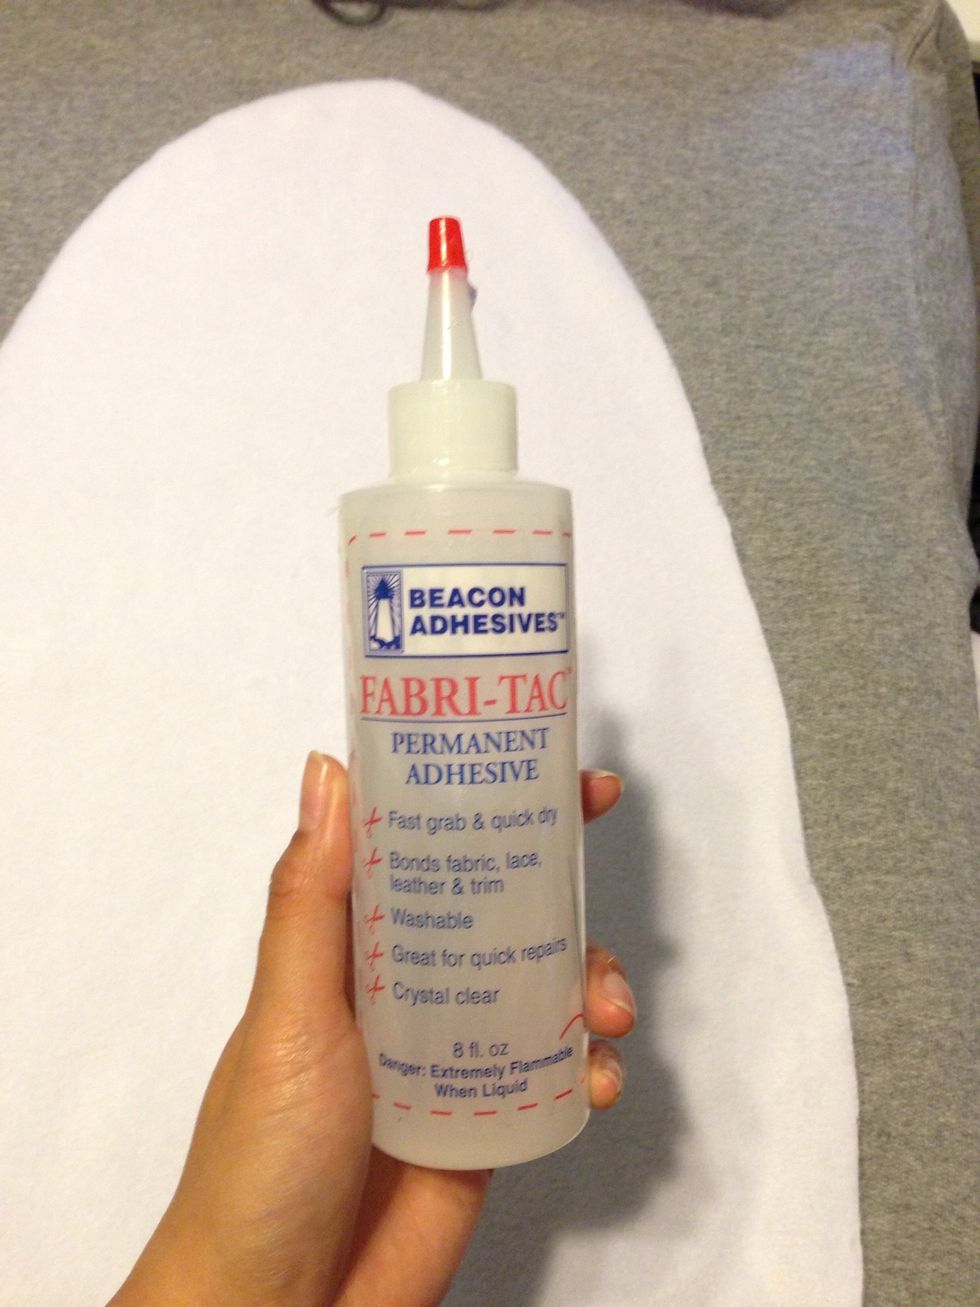 BEACON
ADHESIVES™
FABRI-TAC™
PERMANENT
ADHESIVE
Fast grab & quick dry
Bonds fabric, lace,
leather & trim
Washable
Great for quick repairs
Crystal clear
8 fl. oz
Danger: Extremely Flammable
When Liquid